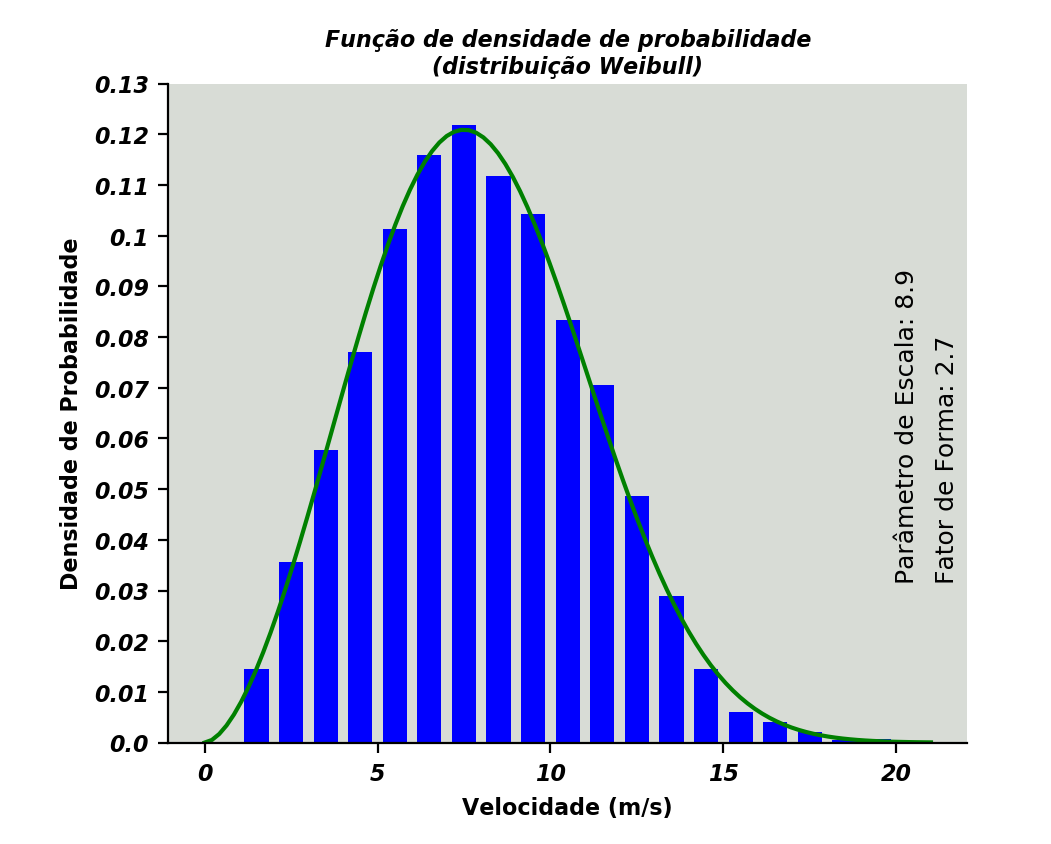 Função de densidade de probabilidade
(distribuição Weibull)
0.13
0.12
0.11
0.1
0.09
0.08
0.07
0.06
0.05
0.04
0.03
0.02
0.01
0.0
Densidade de Probabilidade
Parâmetro de Escala: 8.9
Fator de Forma: 2.7
0 5 10 15 20
Velocidade (m/s)